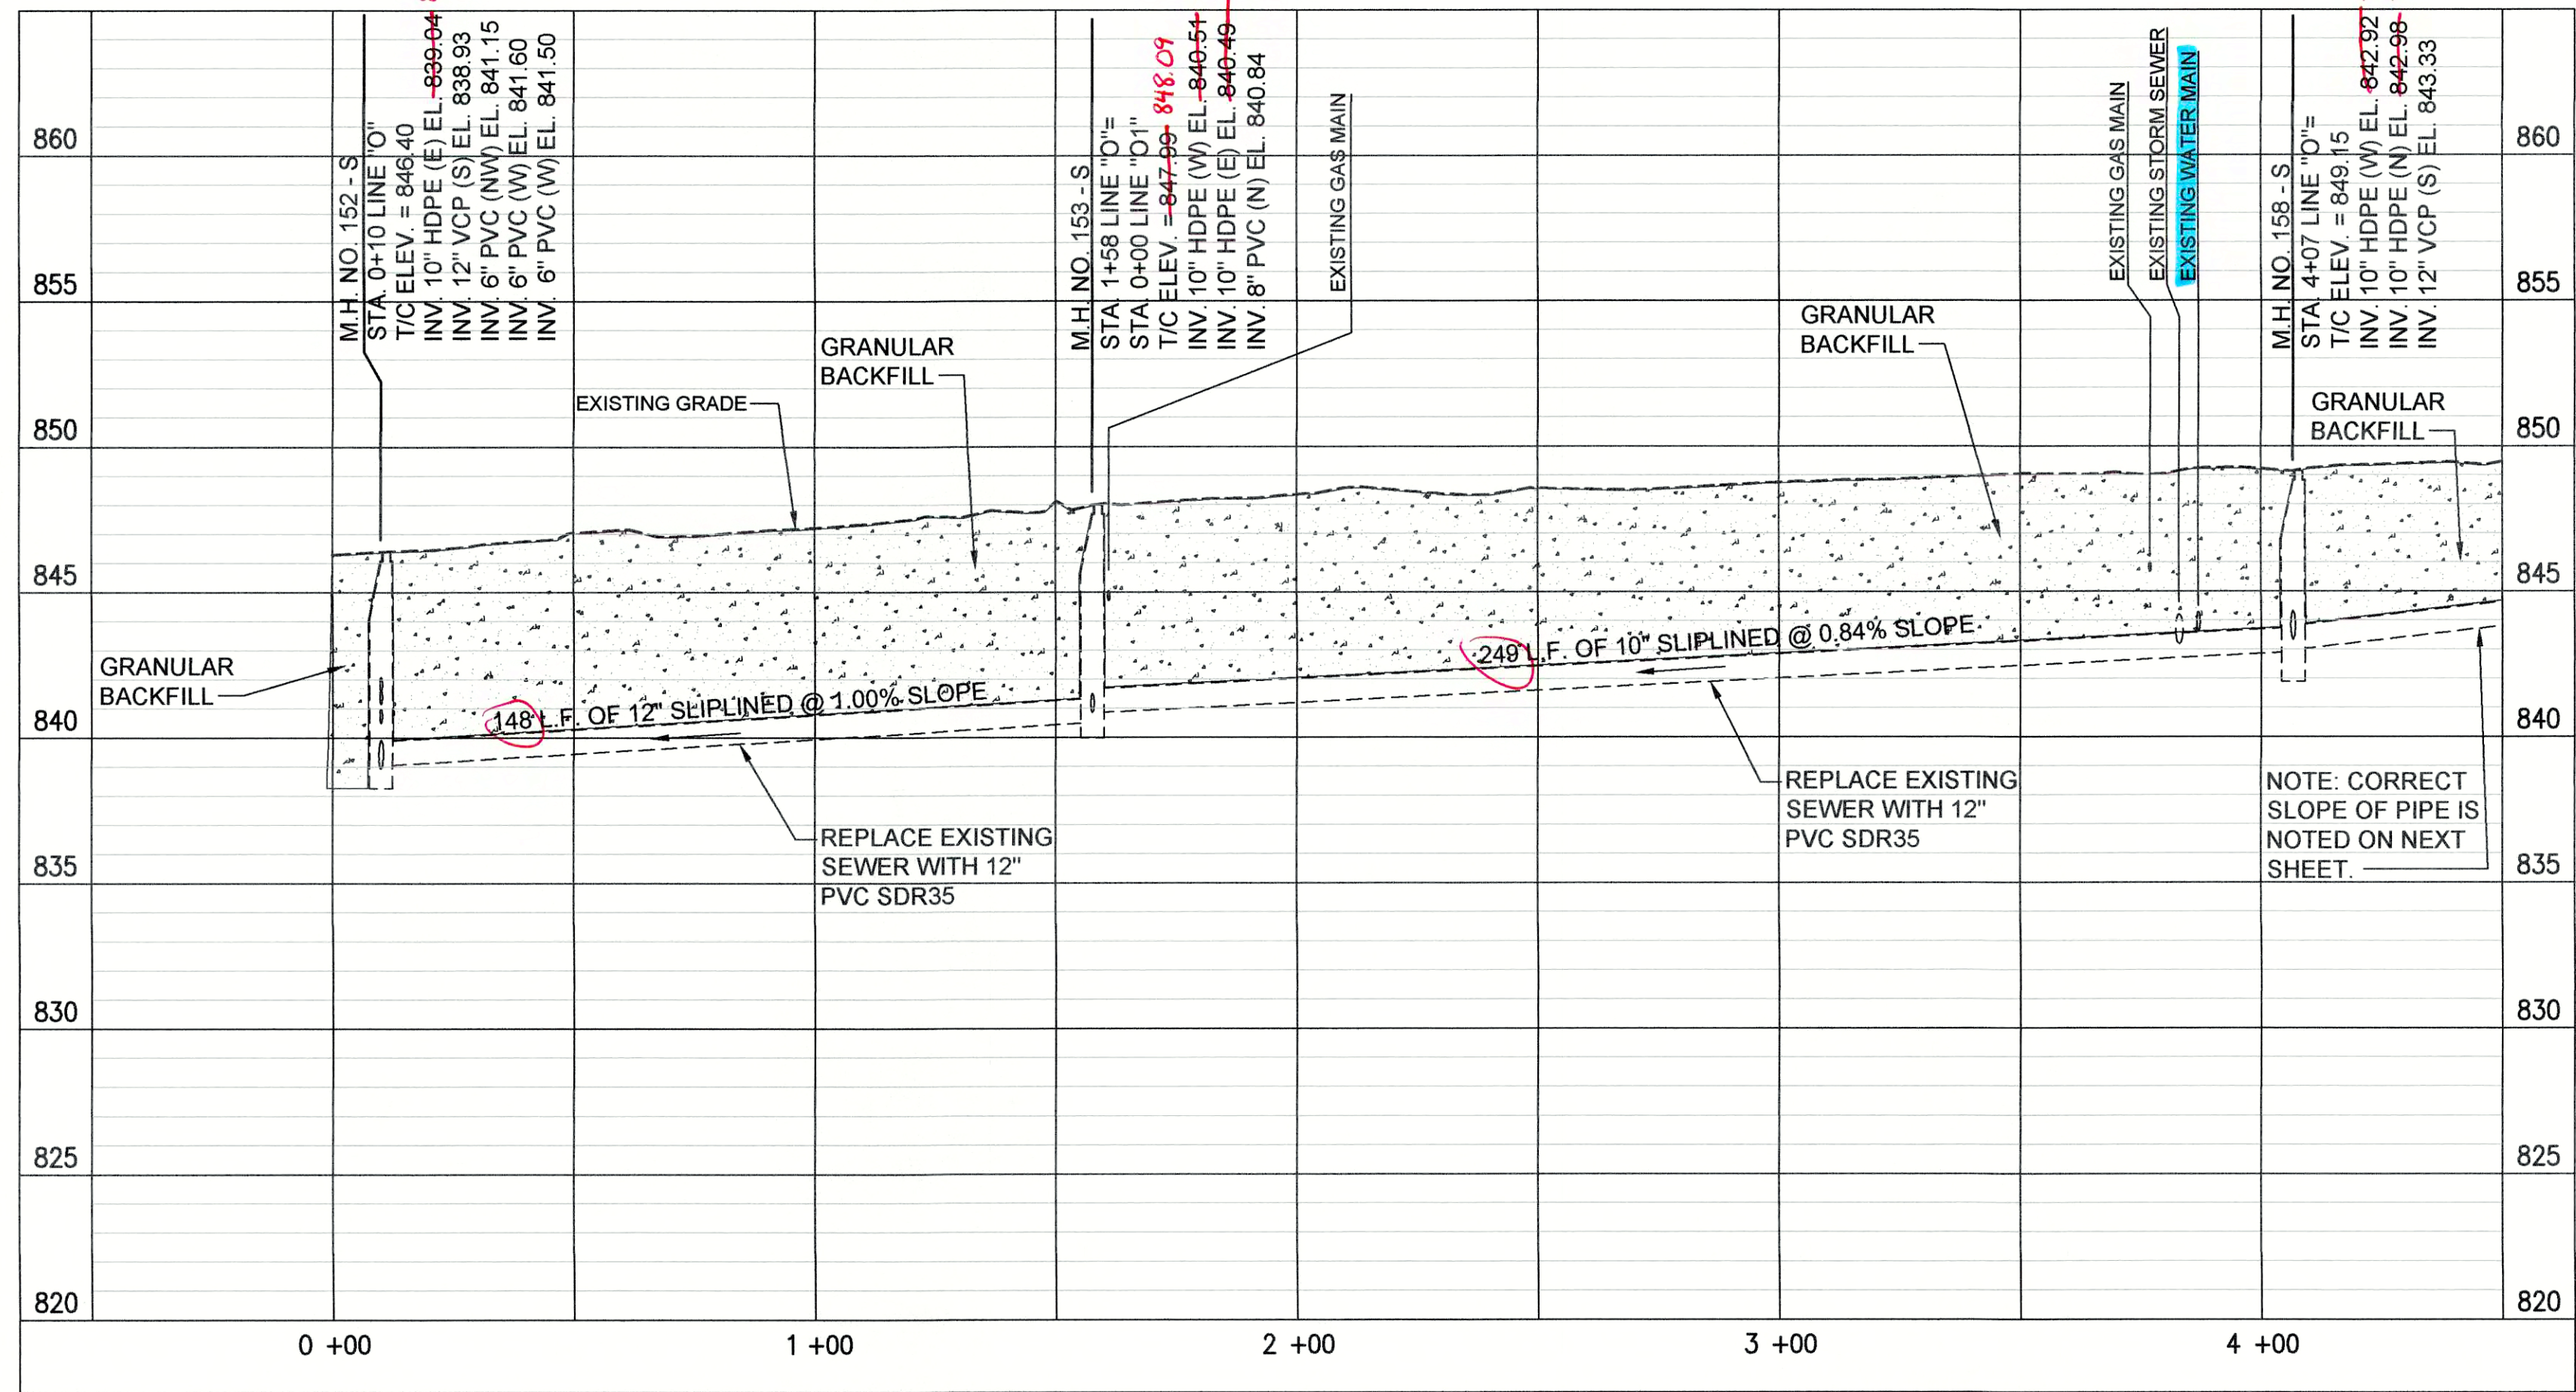 M.H. NO. 152 - S
STA. 0+10 LINE "O"
T/C ELEV. = 846.40
INV. 10" HDPE (E) EL. 839.04
INV. 12" VCP (S) EL. 838.93
INV. 6" PVC (NW) EL. 841.15
INV. 6" PVC (W) EL. 841.60
INV. 6" PVC (W) EL. 841.50
M.H. NO. 153 - S
STA. 1+58 LINE "O"=
STA. 0+00 LINE "O1"
T/C ELEV. = 847.99 848.09
INV. 10" HDPE (W) EL. 840.51
INV. 10" HDPE (E) EL. 840.49
INV. 8" PVC (N) EL. 840.84
EXISTING GAS MAIN
EXISTING GAS MAIN
EXISTING STORM SEWER
EXISTING WATER MAIN
M.H. NO. 158 - S
STA. 4+07 LINE "O"=
T/C ELEV. = 849.15
INV. 10" HDPE (W) EL. 842.92
INV. 10" HDPE (N) EL. 842.98
INV. 12" VCP (S) EL. 843.33
860
860
855
855
850
850
845
845
840
840
835
835
830
830
825
825
820
820
GRANULAR
BACKFILL
EXISTING GRADE
GRANULAR
BACKFILL
GRANULAR
BACKFILL
GRANULAR
BACKFILL
148 L.F. OF 12" SLIPLINED @ 1.00% SLOPE
249 L.F. OF 10" SLIPLINED @ 0.84% SLOPE
REPLACE EXISTING
SEWER WITH 12"
PVC SDR35
REPLACE EXISTING
SEWER WITH 12"
PVC SDR35
NOTE: CORRECT
SLOPE OF PIPE IS
NOTED ON NEXT
SHEET.
0 +00
1 +00
2 +00
3 +00
4 +00